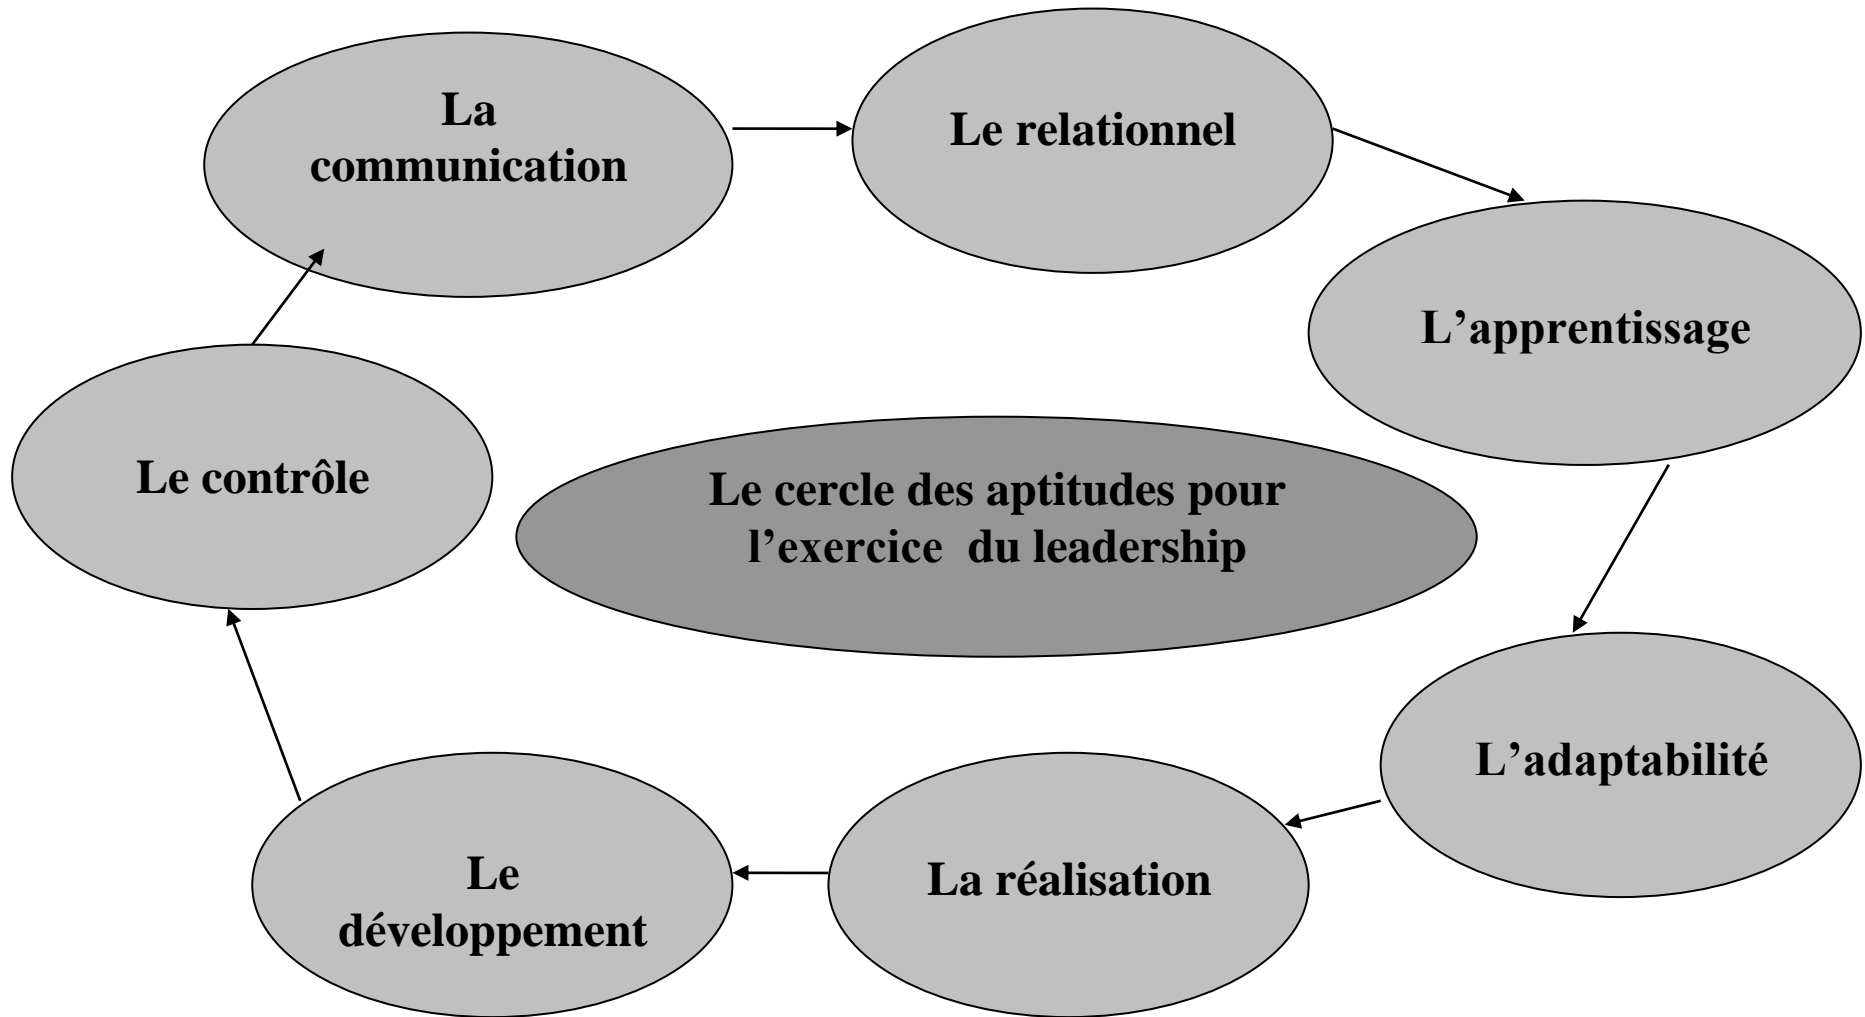 La
communication
Le relationnel
L’apprentissage
Le contrôle
Le cercle des aptitudes pour
l’exercice  du leadership
L’adaptabilité
La réalisation
Le
développement